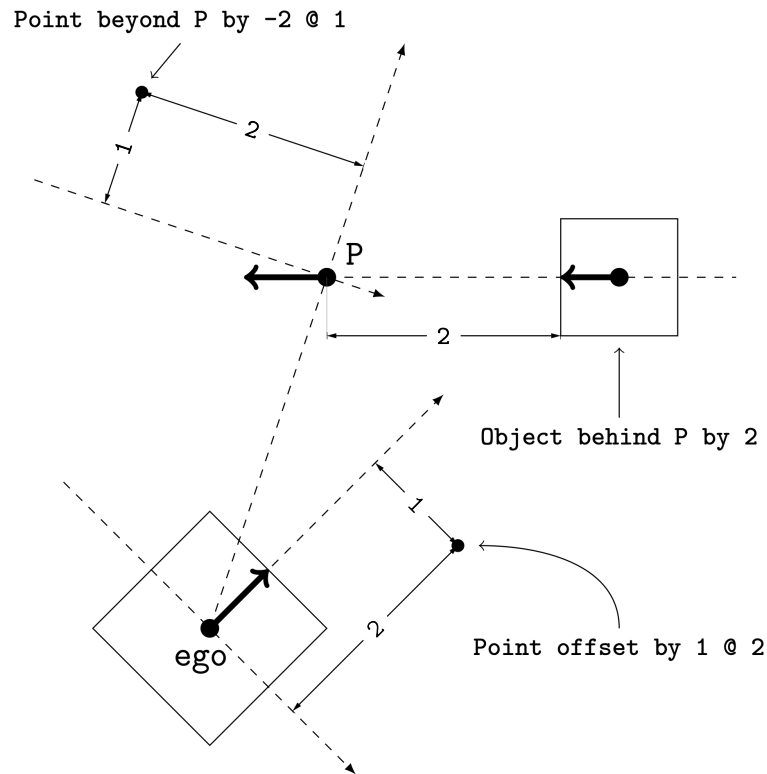 Point beyond P by -2 @ 1
2
1
P
2
Object behind P by 2
1
2
ego
Point offset by 1 @ 2